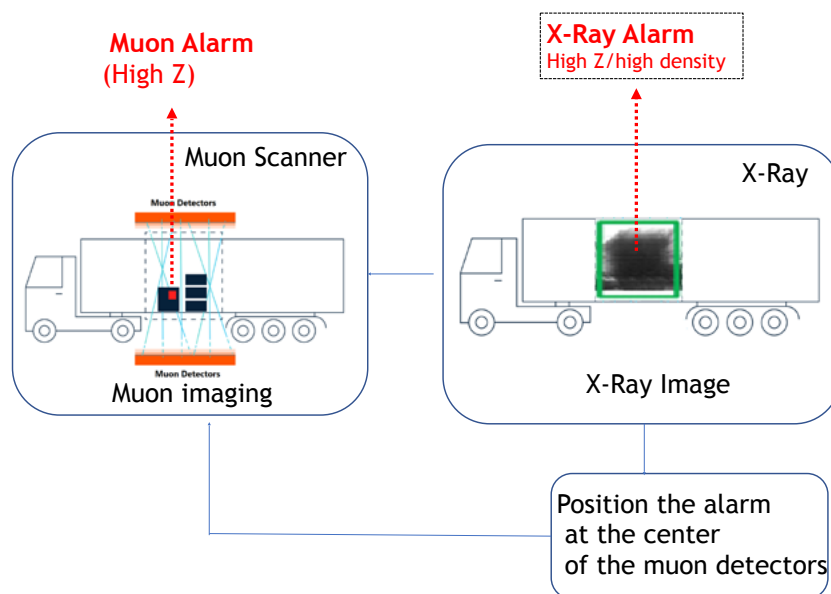 Muon Alarm
(High Z)
X-Ray Alarm
High Z/high density
Muon Scanner
Muon Detectors
Muon Detectors
Muon imaging
X-Ray
X-Ray Image
Position the alarm
at the center
of the muon detectors